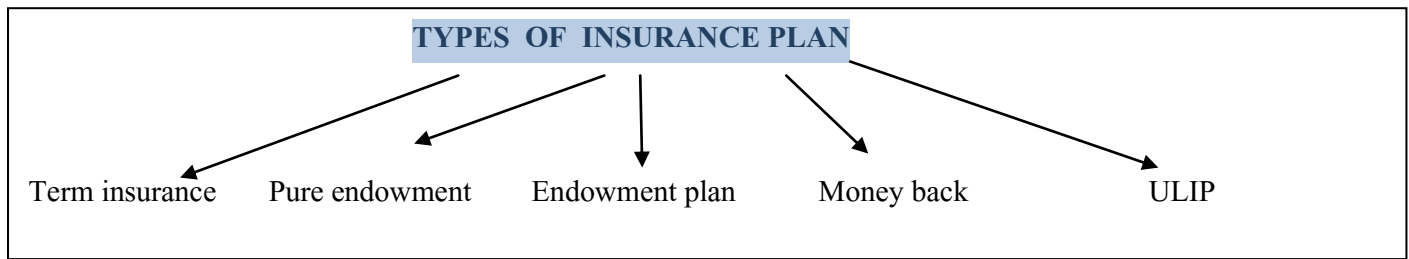 TYPES OF INSURANCE PLAN
Term insurance Pure endowment Endowment plan Money back ULIP